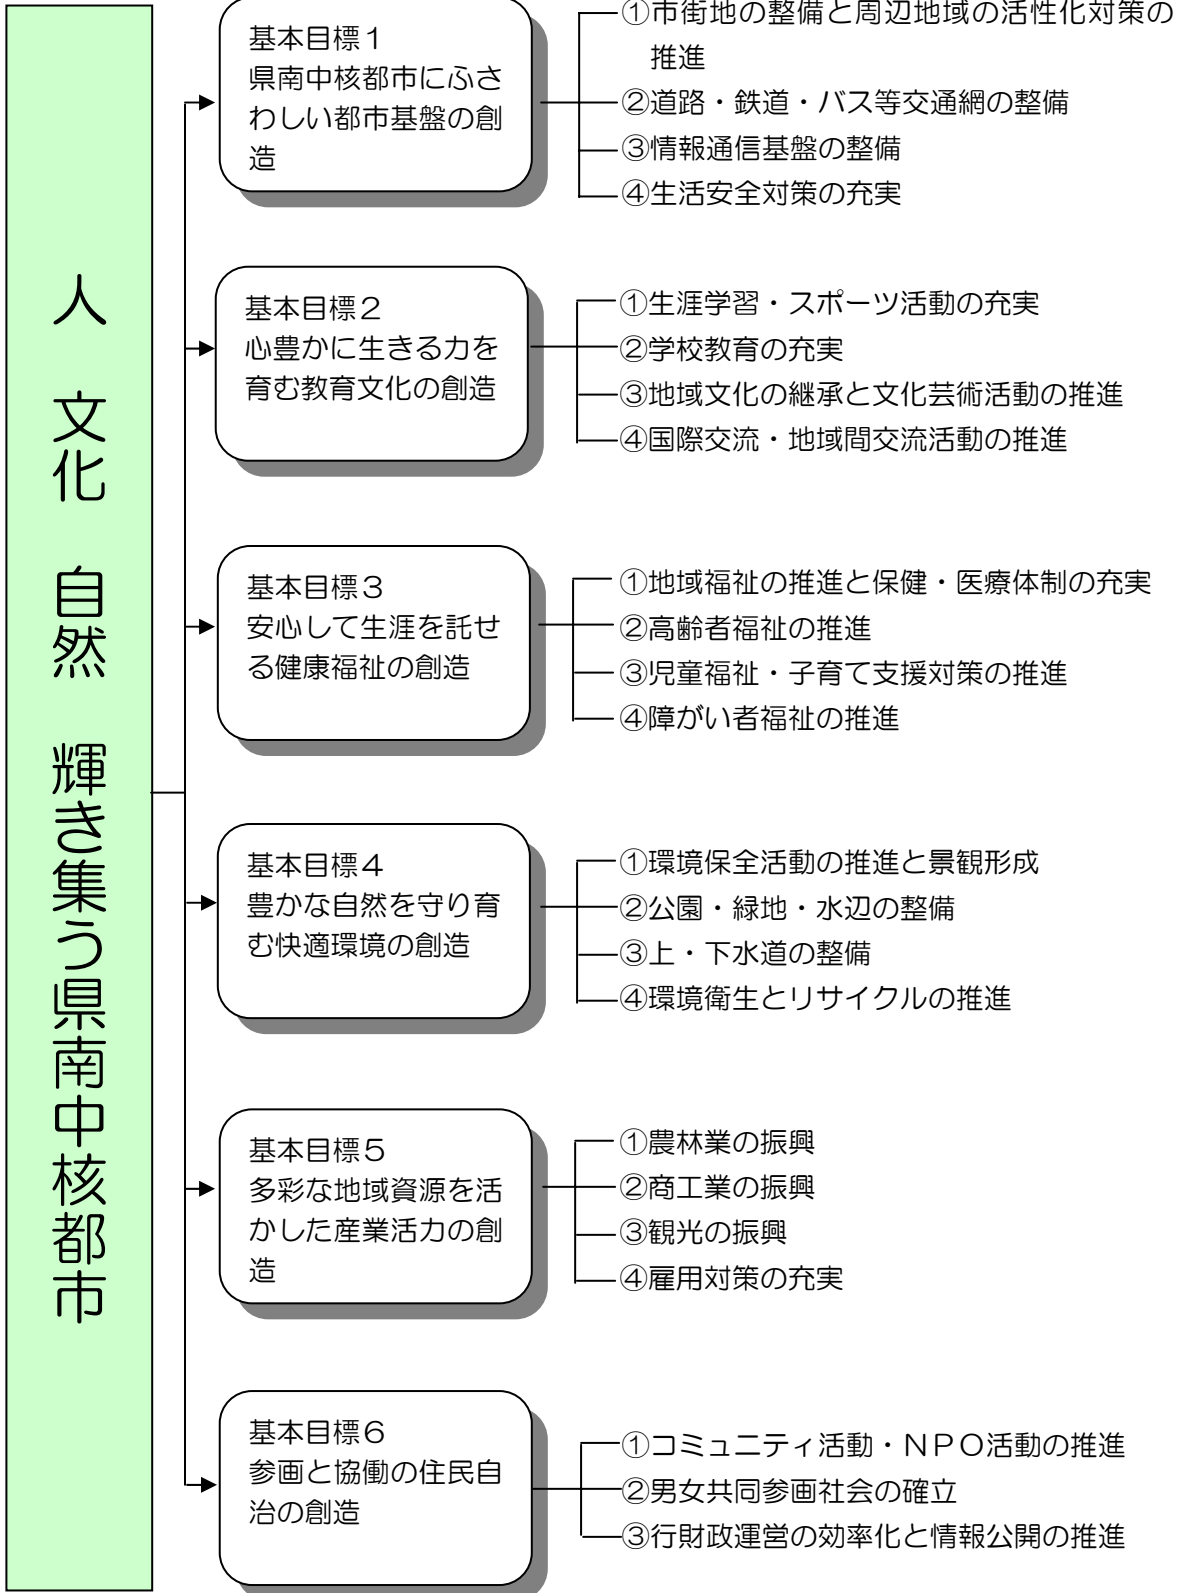 人　文化　自然　輝き集う県南中核都市
基本目標１
県南中核都市にふさ
わしい都市基盤の創
造
①市街地の整備と周辺地域の活性化対策の
推進
②道路・鉄道・バス等交通網の整備
③情報通信基盤の整備
④生活安全対策の充実
基本目標２
心豊かに生きる力を
育む教育文化の創造
①生涯学習・スポーツ活動の充実
②学校教育の充実
③地域文化の継承と文化芸術活動の推進
④国際交流・地域間交流活動の推進
基本目標３
安心して生涯を託せ
る健康福祉の創造
①地域福祉の推進と保健・医療体制の充実
②高齢者福祉の推進
③児童福祉・子育て支援対策の推進
④障がい者福祉の推進
基本目標４
豊かな自然を守り育
む快適環境の創造
①環境保全活動の推進と景観形成
②公園・緑地・水辺の整備
③上・下水道の整備
④環境衛生とリサイクルの推進
基本目標５
多彩な地域資源を活
かした産業活力の創
造
①農林業の振興
②商工業の振興
③観光の振興
④雇用対策の充実
基本目標６
参画と協働の住民自
治の創造
①コミュニティ活動・ＮＰＯ活動の推進
②男女共同参画社会の確立
③行財政運営の効率化と情報公開の推進